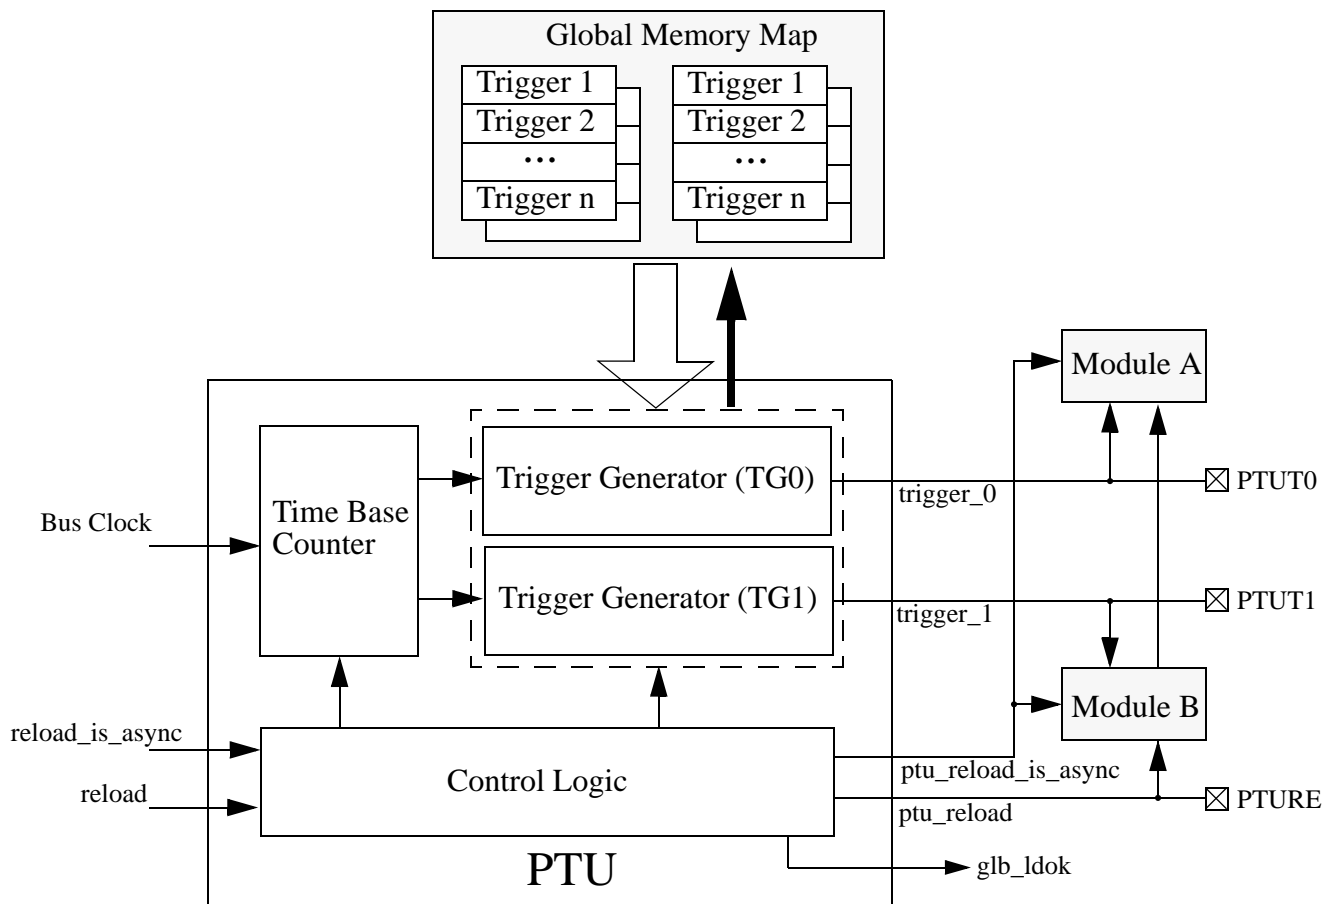 Global Memory Map
Trigger 1
Trigger 2
...
Trigger n
Trigger 1
Trigger 2
...
Trigger n
Module A
Trigger Generator (TG0)
trigger_0
PTUT0
Bus Clock
Time Base
Counter
Trigger Generator (TG1)
trigger_1
PTUT1
Module B
reload_is_async
reload
Control Logic
ptu_reload_is_async
ptu_reload
PTURE
PTU
glb_ldok